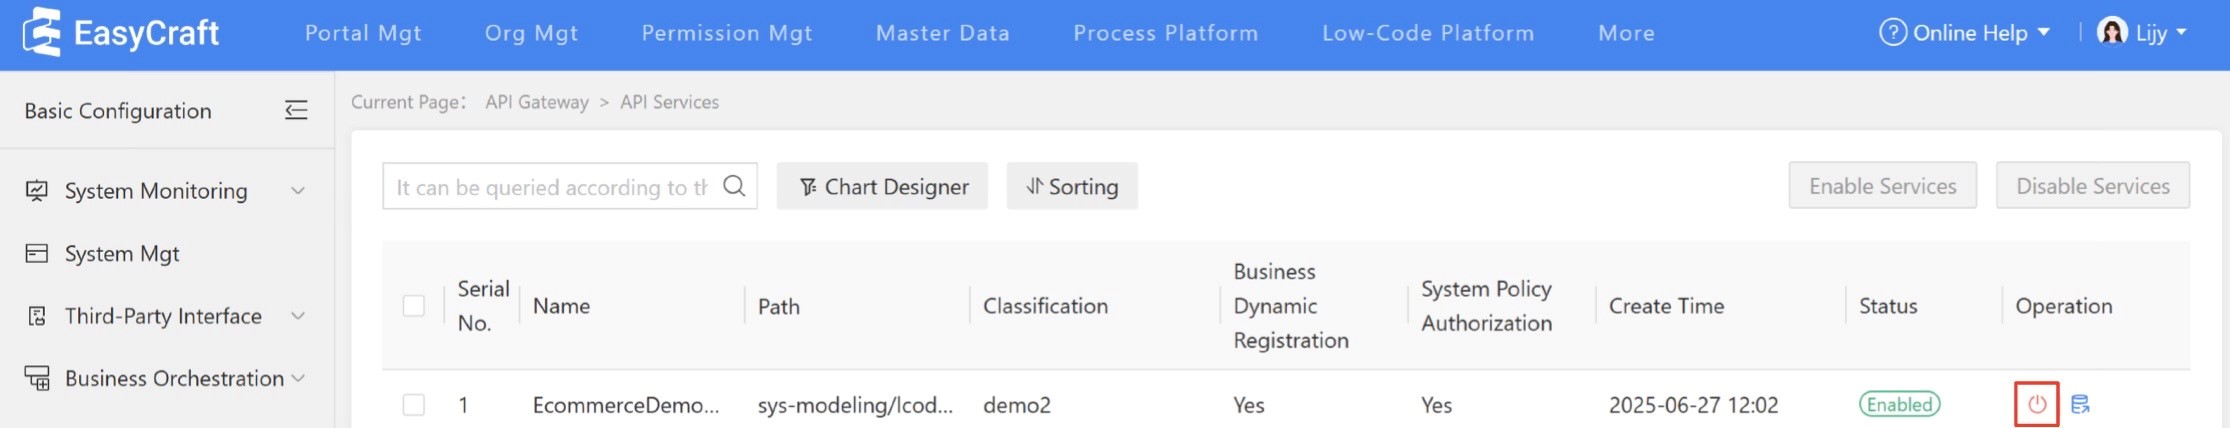 EasyCraft Portal Mgt Org Mgt Permission Mgt Master Data Process Platform Low-Code Platform More ? Online Help Lijy
Basic Configuration
Current Page: API Gateway > API Services
It can be queried according to th Chart Designer Sorting Enable Services Disable Services
System Monitoring
System Mgt
Third-Party Interface
Business Orchestration
Serial No. Name Path Classification Business Dynamic Registration System Policy Authorization Create Time Status Operation
1 EcommerceDemo... sys-modeling/lcod... demo2 Yes Yes 2025-06-27 12:02 Enabled